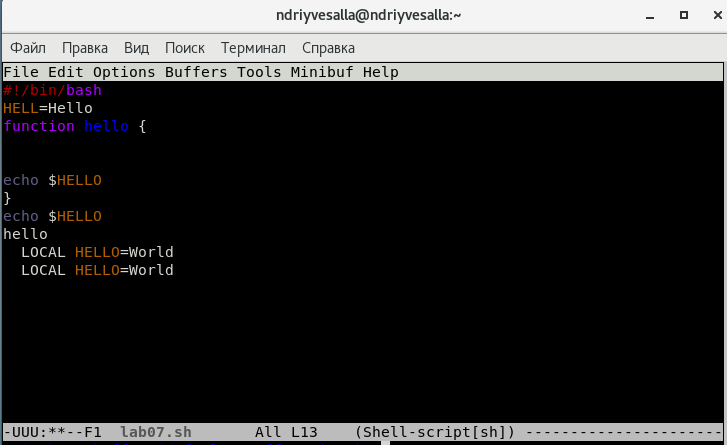 ndriyvesalla@ndriyvesalla:~
Файл Правка Вид Поиск Терминал Справка
File Edit Options Buffers Tools Minibuf Help
#!/bin/bash
HELL=Hello
function hello {
echo $HELLO
}
echo $HELLO
hello
  LOCAL HELLO=World
  LOCAL HELLO=World
-UUU:**--F1  lab07.sh       All L13    (Shell-script[sh]) ----------------------